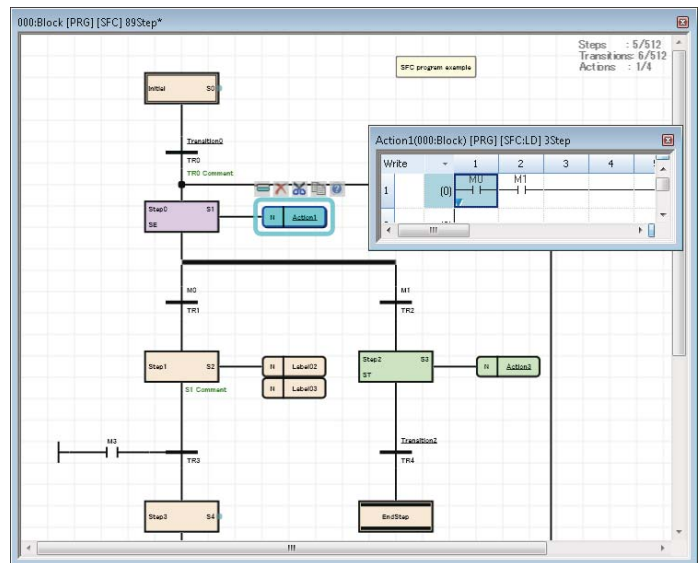 000:Block [PRG] [SFC] 89Step*
Steps : 5/512
Transitions: 6/512
Actions : 1/4
SFC program example
Initial S0
Transition0
TR0
TR0 Comment
Action1(000:Block) [PRG] [SFC:LD] 3Step
Write 1 2 3 4
1 (0) M0 M1
Step0 S1
SE
N Action1
M0
TR1
M1
TR2
Step1 S2
N Label02
N Label03
S1 Comment
Step2 S3
ST
N Action3
M3
TR3
Transition2
TR4
Step3 S4
EndStep